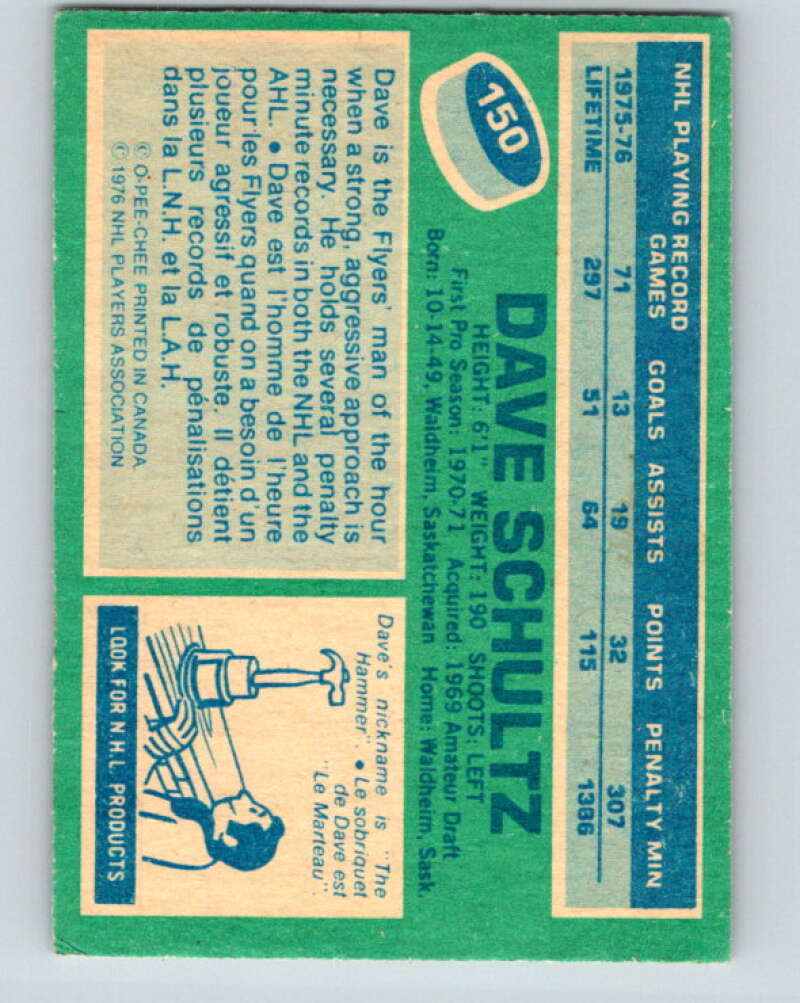 NHL PLAYING RECORD
GAMES GOALS ASSISTS POINTS PENALTY MIN
1975-76 71 13 19 32 307
LIFETIME 297 51 64 115 1386
150
DAVE SCHULTZ
HEIGHT: 6'1" WEIGHT: 190 SHOOTS: LEFT
First Pro Season: 1970-71 Acquired: 1969 Amateur Draft
Born: 10-14-49, Waldheim, Saskatchewan Home: Waldheim, Sask.
Dave is the Flyers' man of the hour
when a strong, aggressive approach is
necessary. He holds several penalty
minute records in both the NHL and the
AHL. • Dave est l'homme de l'heure
pour les Flyers quand on a besoin d'un
joueur agressif et robuste. Il détient
plusieurs records de pénalisations
dans la L.N.H. et la L.A.H.
© O-PEE-CHEE PRINTED IN CANADA
© 1976 NHL PLAYERS ASSOCIATION
Dave's nickname is "The
Hammer". • Le sobriquet
de Dave est
"Le Marteau".
LOOK FOR N.H.L. PRODUCTS